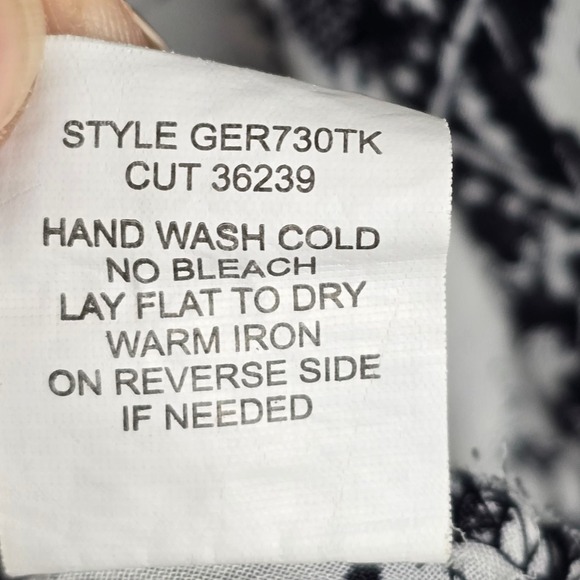 STYLE GER730TK
CUT 36239
HAND WASH COLD
NO BLEACH
LAY FLAT TO DRY
WARM IRON
ON REVERSE SIDE
IF NEEDED